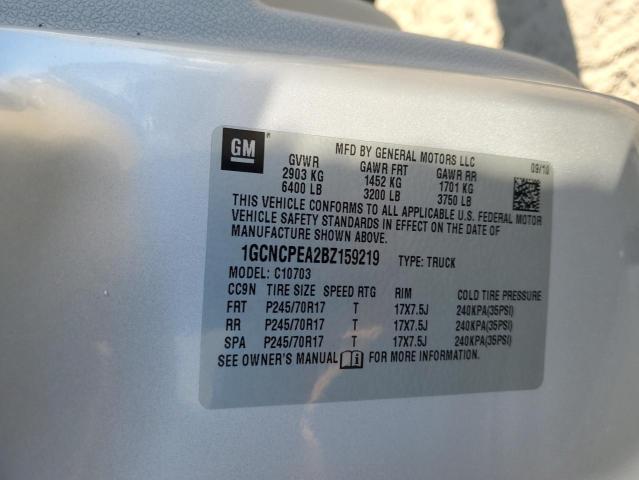 GM ®
MFD BY GENERAL MOTORS LLC 09/10
GVWR GAWR FRT GAWR RR
2903 KG 1452 KG 1701 KG
6400 LB 3200 LB 3750 LB
THIS VEHICLE CONFORMS TO ALL APPLICABLE U.S. FEDERAL MOTOR
VEHICLE SAFETY STANDARDS IN EFFECT ON THE DATE OF
MANUFACTURE SHOWN ABOVE.
1GCNCPEA2BZ159219 TYPE: TRUCK
MODEL: C10703
CC9N TIRE SIZE SPEED RTG RIM COLD TIRE PRESSURE
FRT P245/70R17 T 17X7.5J 240KPA(35PSI)
RR P245/70R17 T 17X7.5J 240KPA(35PSI)
SPA P245/70R17 T 17X7.5J 240KPA(35PSI)
SEE OWNER'S MANUAL i FOR MORE INFORMATION.